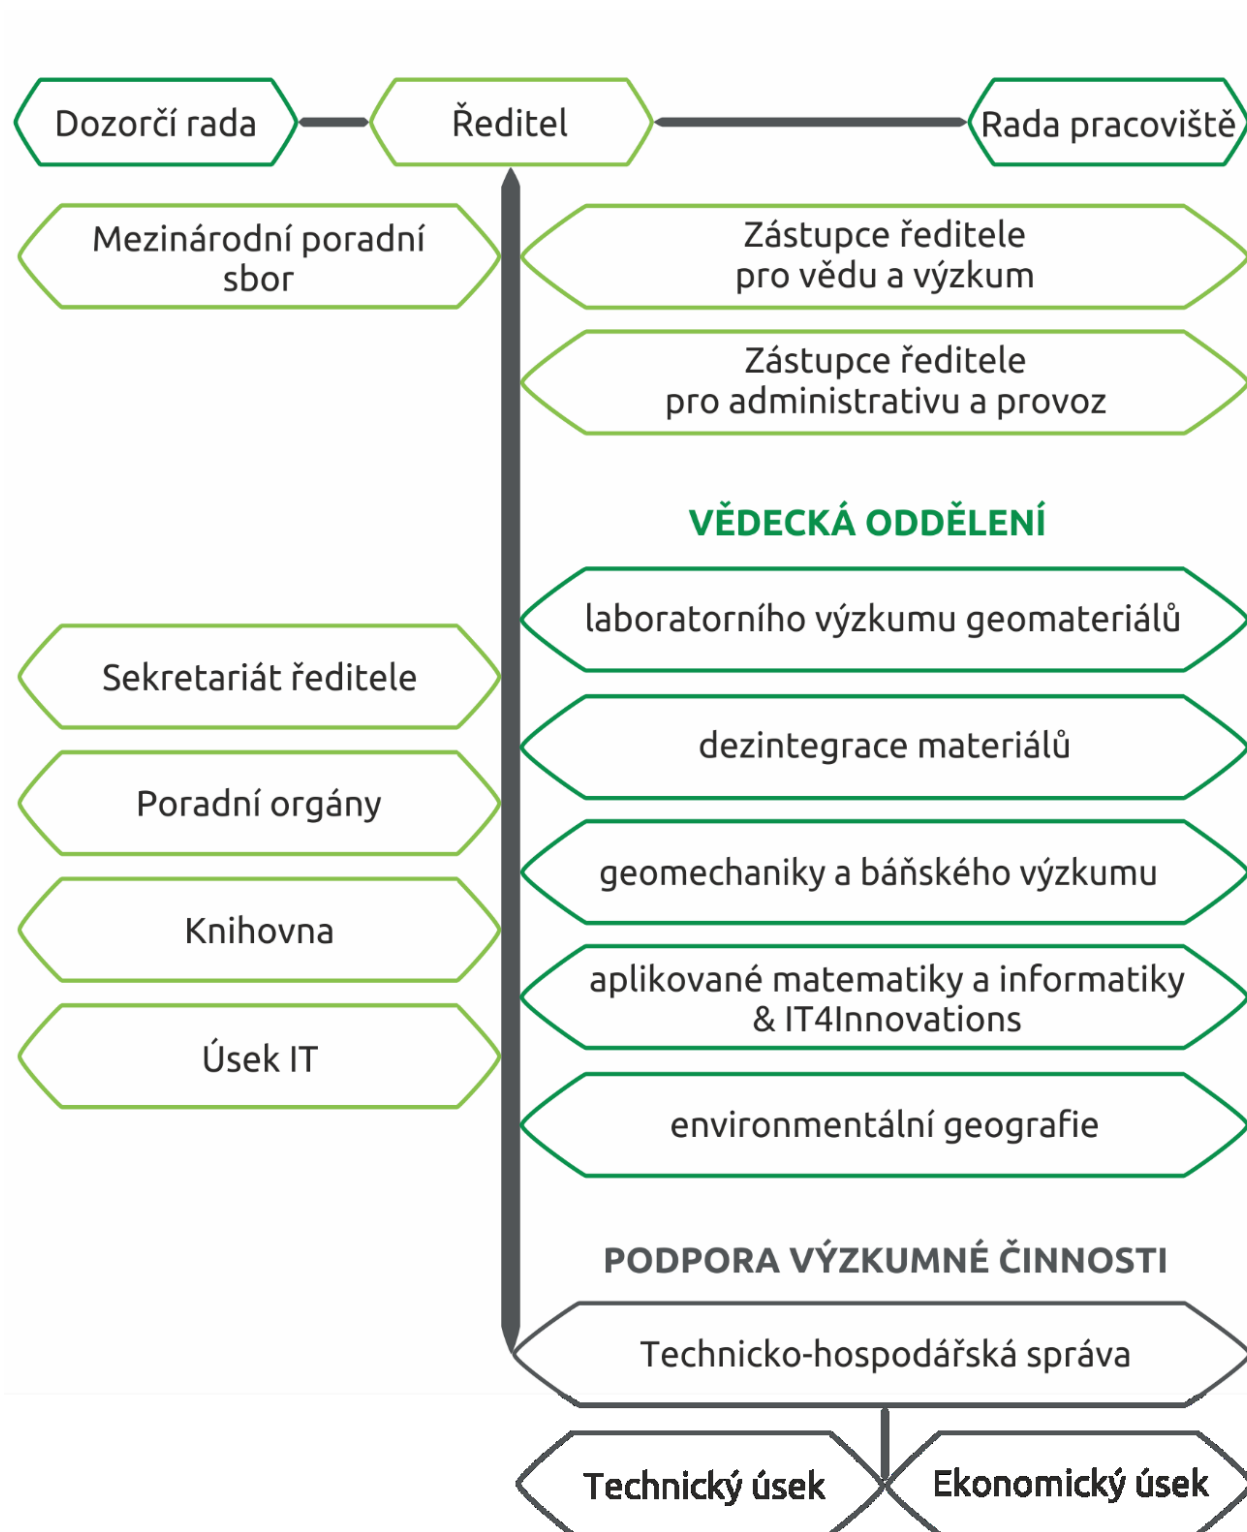 Dozorčí rada
Ředitel
Rada pracoviště
Mezinárodní poradní
sbor
Zástupce ředitele
pro vědu a výzkum
Zástupce ředitele
pro administrativu a provoz
VĚDECKÁ ODDĚLENÍ
laboratorního výzkumu geomateriálů
Sekretariát ředitele
dezintegrace materiálů
Poradní orgány
geomechaniky a báňského výzkumu
Knihovna
aplikované matematiky a informatiky
& IT4Innovations
Úsek IT
environmentální geografie
PODPORA VÝZKUMNÉ ČINNOSTI
Technicko-hospodářská správa
Technický úsek
Ekonomický úsek